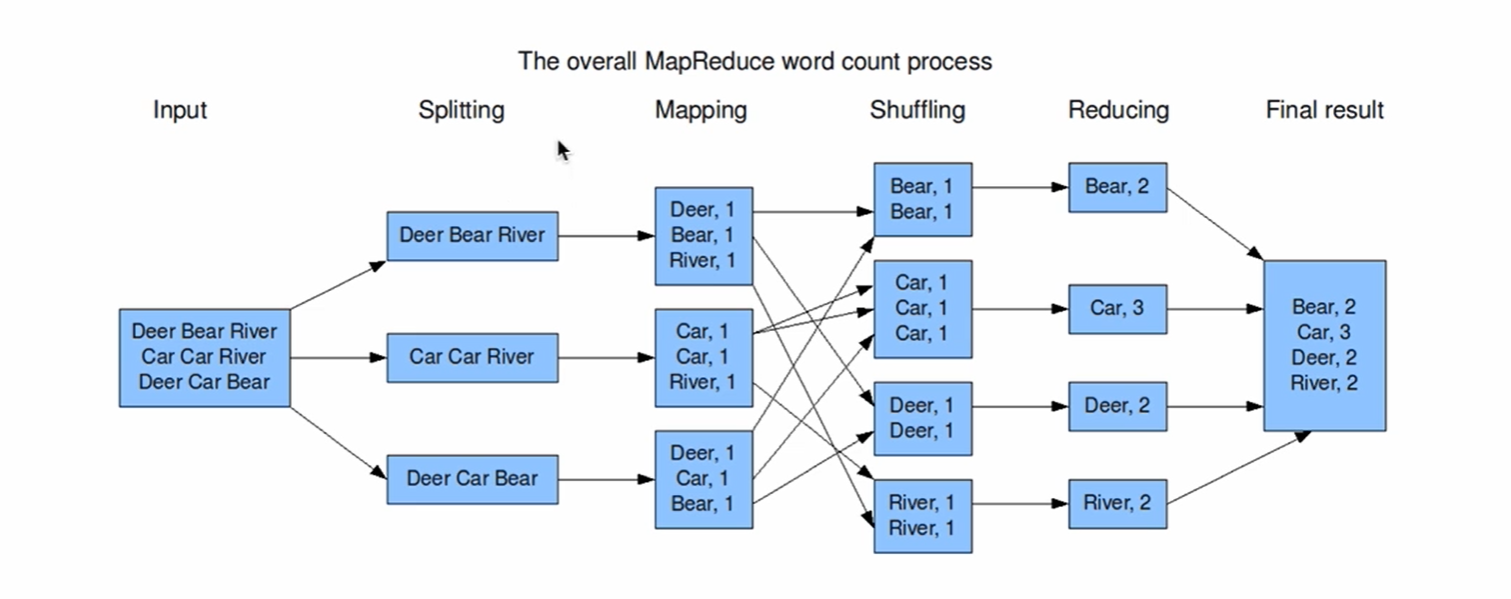 The overall MapReduce word count process
Input
Splitting
Mapping
Shuffling
Reducing
Final result
Deer Bear River
Car Car River
Deer Car Bear
Deer Bear River
Car Car River
Deer Car Bear
Deer, 1
Bear, 1
River, 1
Car, 1
Car, 1
River, 1
Deer, 1
Car, 1
Bear, 1
Bear, 1
Bear, 1
Car, 1
Car, 1
Car, 1
Deer, 1
Deer, 1
River, 1
River, 1
Bear, 2
Car, 3
Deer, 2
River, 2
Bear, 2
Car, 3
Deer, 2
River, 2